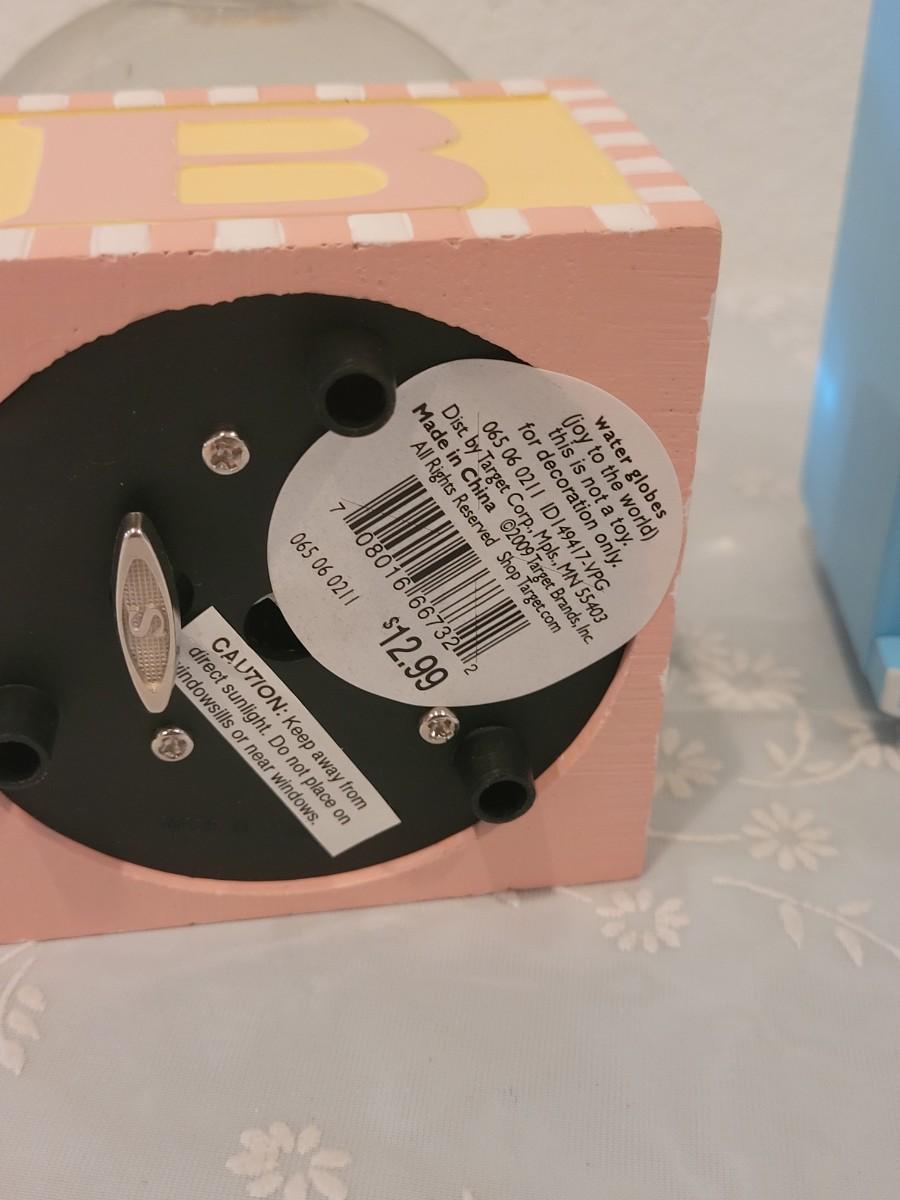 B
water globes
(joy to the world)
this is not a toy.
for decoration only.
065 06 0211 ID149417-VPG
Dist. by Target Corp., Mpls., MN 55403
Made in China ©2009 Target Brands, Inc.
All Rights Reserved Shop Target.com
7 08016 66732 2
065 06 0211
$12.99
S
CAUTION: Keep away from
direct sunlight. Do not place on
windowsills or near windows.